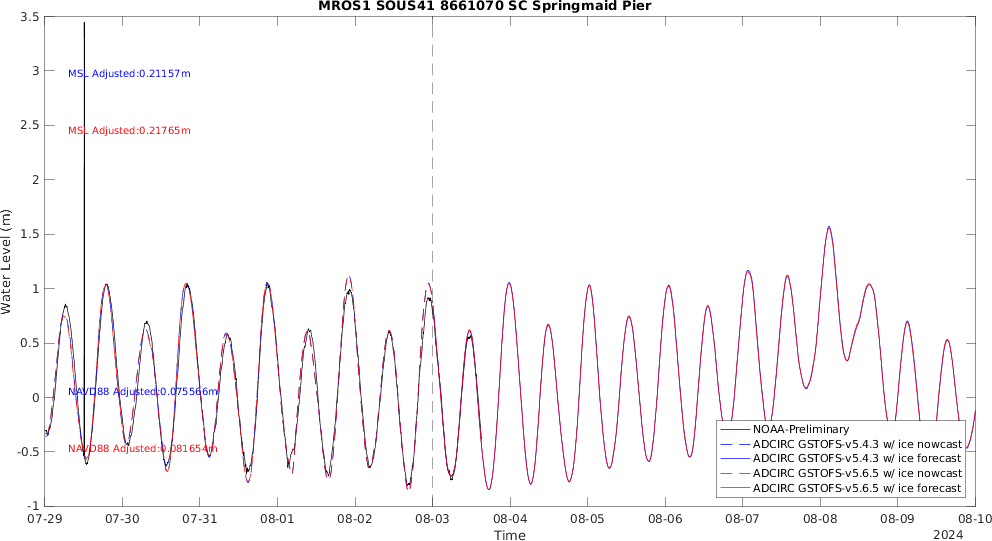 MROS1 SOUS41 8661070 SC Springmaid Pier
3.5
3
2.5
2
1.5
1
0.5
0
-0.5
-1
Water Level (m)
MSL Adjusted:0.21157m
MSL Adjusted:0.21765m
NAVD88 Adjusted:0.075566m
NAVD88 Adjusted:0.081654m
NOAA-Preliminary
ADCIRC GSTOFS-v5.4.3 w/ ice nowcast
ADCIRC GSTOFS-v5.4.3 w/ ice forecast
ADCIRC GSTOFS-v5.6.5 w/ ice nowcast
ADCIRC GSTOFS-v5.6.5 w/ ice forecast
07-29 07-30 07-31 08-01 08-02 08-03 08-04 08-05 08-06 08-07 08-08 08-09 08-10
Time
2024